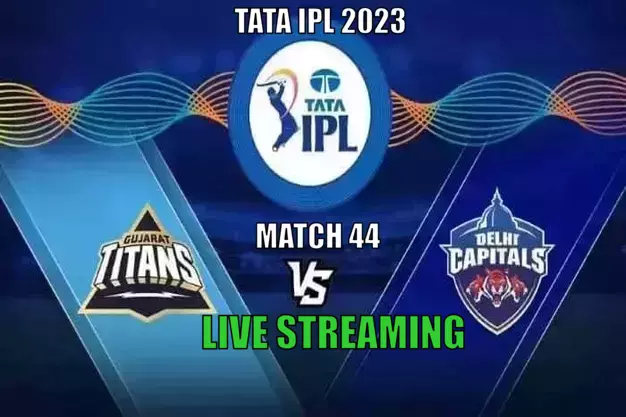 TATA IPL 2023
TATA
IPL
MATCH 44
GUJARAT
TITANS
VS
DELHI
CAPITALS
LIVE STREAMING